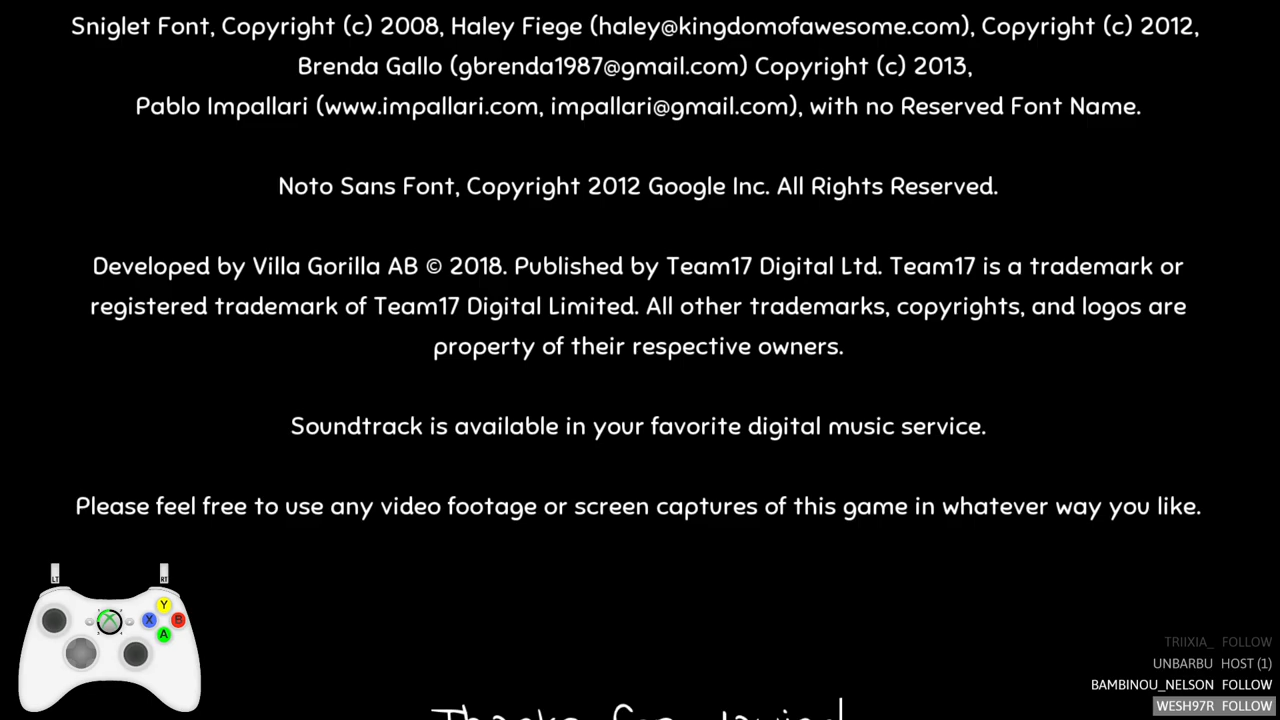 Sniglet Font, Copyright (c) 2008, Haley Fiege (haley@kingdomofawesome.com), Copyright (c) 2012,
Brenda Gallo (gbrenda1987@gmail.com) Copyright (c) 2013,
Pablo Impallari (www.impallari.com, impallari@gmail.com), with no Reserved Font Name.
Noto Sans Font, Copyright 2012 Google Inc. All Rights Reserved.
Developed by Villa Gorilla AB © 2018. Published by Team17 Digital Ltd. Team17 is a trademark or
registered trademark of Team17 Digital Limited. All other trademarks, copyrights, and logos are
property of their respective owners.
Soundtrack is available in your favorite digital music service.
Please feel free to use any video footage or screen captures of this game in whatever way you like.
LT RT
Y
X B
A
TRIIXIA_ FOLLOW
UNBARBU HOST (1)
BAMBINOU_NELSON FOLLOW
WESH97R FOLLOW
Thanks for